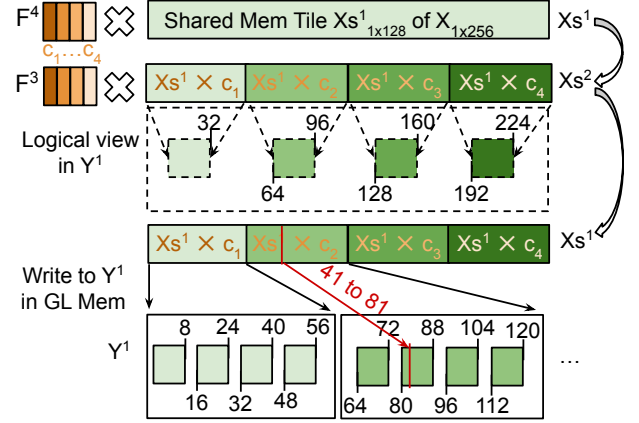 F⁴ Shared Mem Tile Xs¹₁ₓ₁₂₈ of X₁ₓ₂₅₆ Xs¹
c₁...c₄
F³ Xs¹ × c₁ Xs¹ × c₂ Xs¹ × c₃ Xs¹ × c₄ Xs²
32 96 160 224
Logical view
in Y¹
64 128 192
Xs¹ × c₁ Xs¹ × c₂ Xs¹ × c₃ Xs¹ × c₄ Xs¹
Write to Y¹
in GL Mem
41 to 81
8 24 40 56 72 88 104 120
Y¹ ...
16 32 48 64 80 96 112